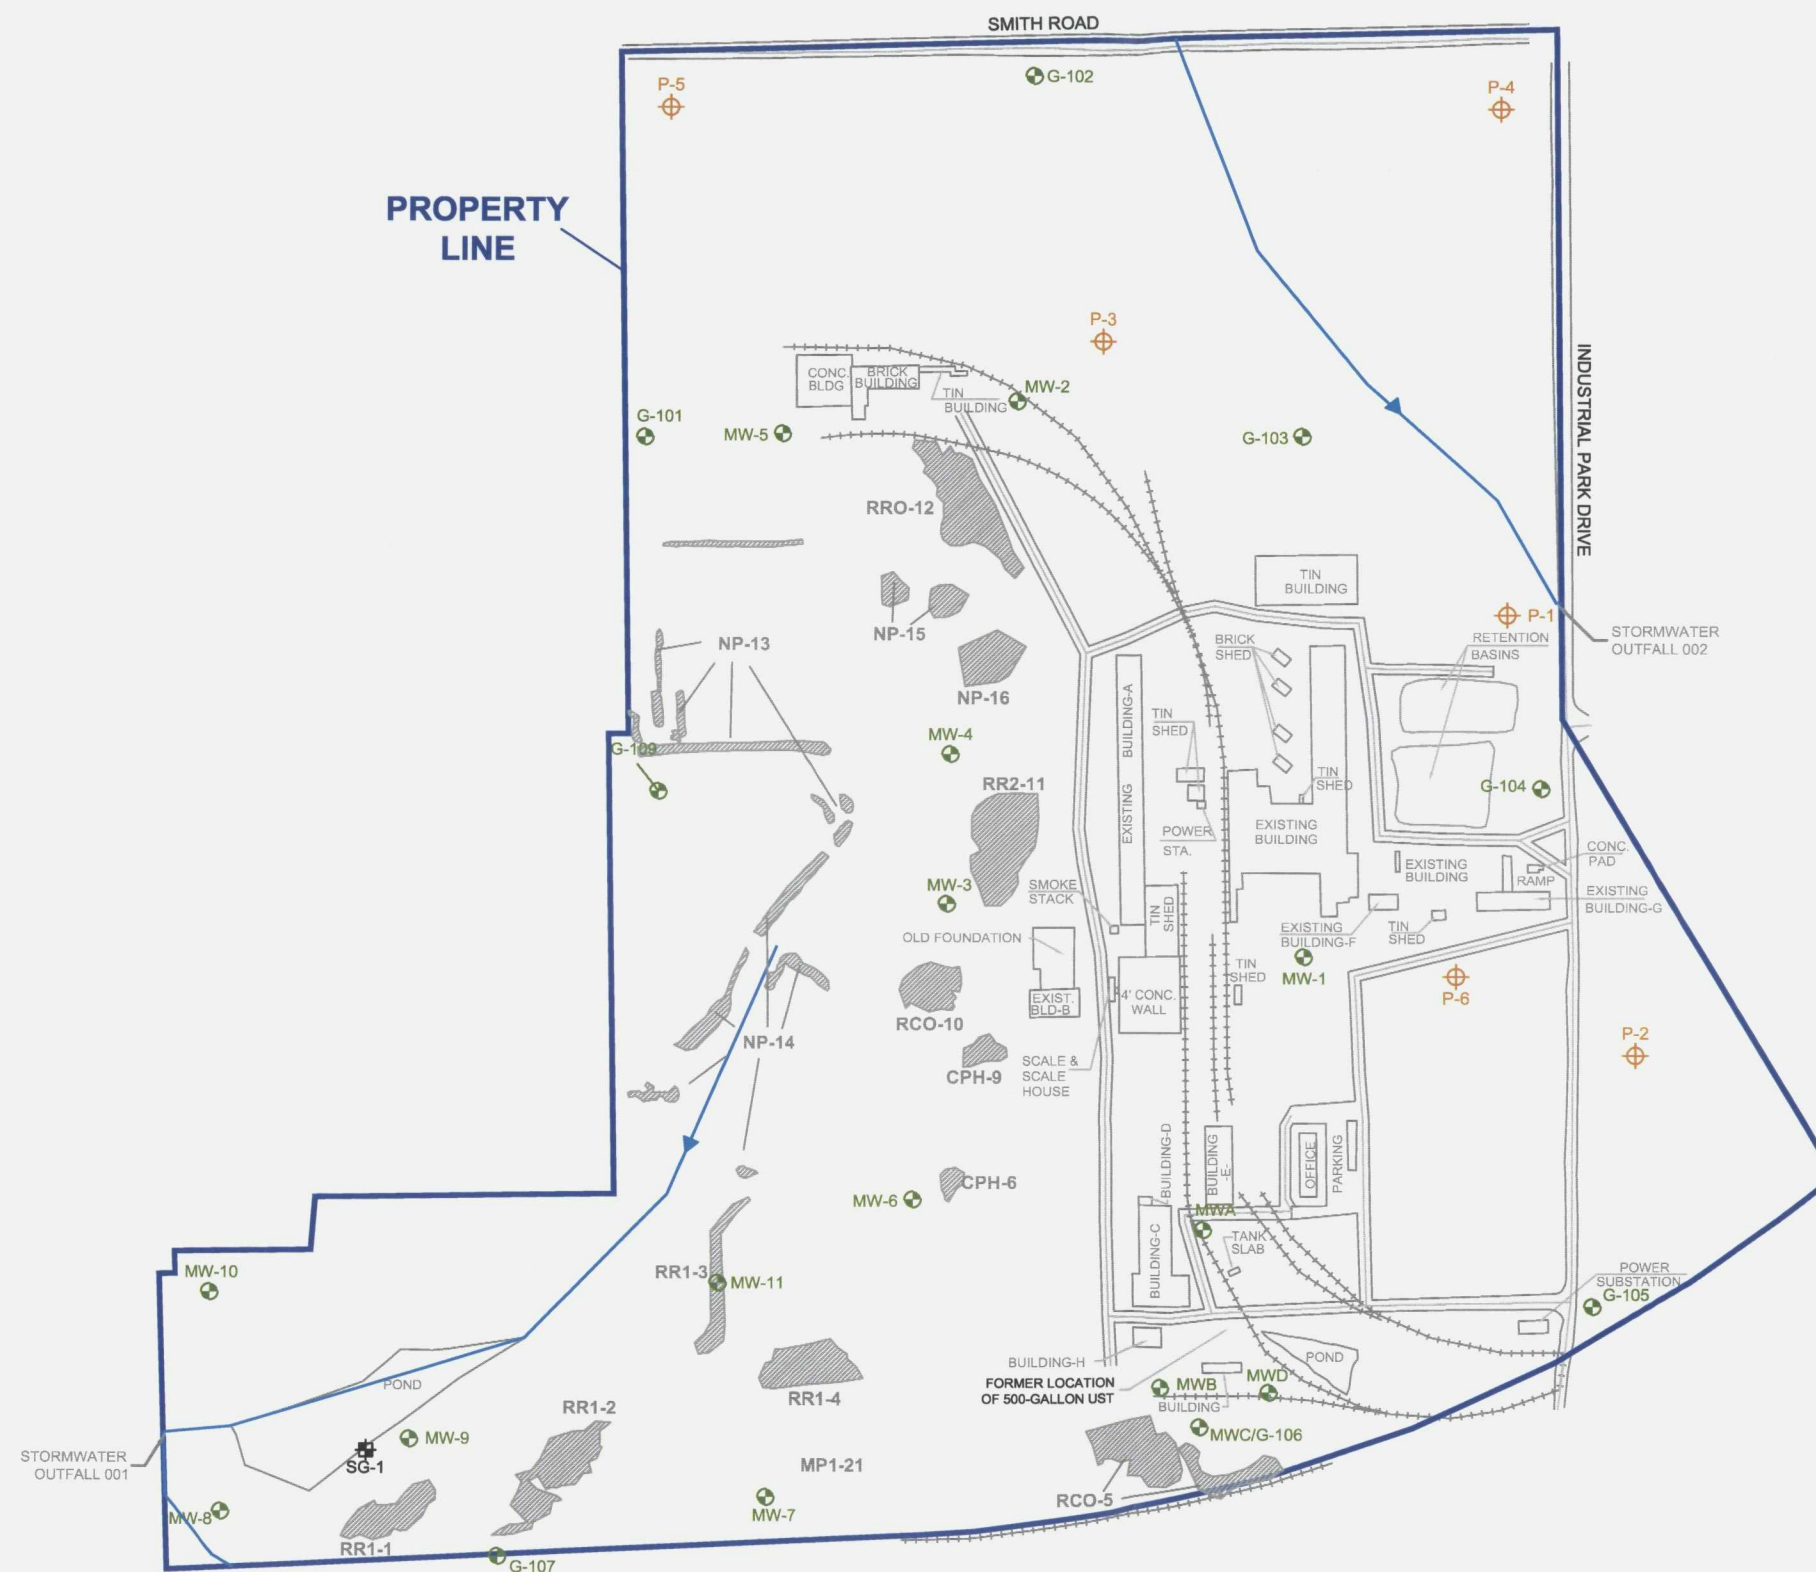 SMITH ROAD
P-5
G-102
P-4
PROPERTY
LINE
P-3
INDUSTRIAL PARK DRIVE
CONC.
BLDG
BRICK
BUILDING
TIN
BUILDING
MW-2
G-101
MW-5
G-103
RRO-12
TIN
BUILDING
NP-15
NP-13
P-1
BRICK
SHED
RETENTION
BASINS
STORMWATER
OUTFALL 002
NP-16
G-109
MW-4
TIN
SHED
EXISTING BUILDING-A
RR2-11
TIN
SHED
G-104
POWER
STA.
EXISTING
BUILDING
CONC.
PAD
EXISTING
BUILDING
RAMP
MW-3
SMOKE
STACK
TIN
SHED
EXISTING
BUILDING-G
OLD FOUNDATION
EXISTING
BUILDING-F
TIN
SHED
TIN
SHED
MW-1
P-6
EXIST.
BLD-B
4' CONC.
WALL
RCO-10
NP-14
P-2
CPH-9
SCALE &
SCALE
HOUSE
BUILDING-D
BUILDING
-E-
OFFICE
PARKING
CPH-6
MW-6
MWA
TANK
SLAB
BUILDING-C
MW-10
RR1-3
MW-11
POWER
SUBSTATION
G-105
BUILDING-H
POND
POND
FORMER LOCATION
OF 500-GALLON UST
MWB
MWD
BUILDING
RR1-4
RR1-2
MW-9
MWC/G-106
STORMWATER
OUTFALL 001
SG-1
MP1-21
RCO-5
MW-8
MW-7
RR1-1
G-107